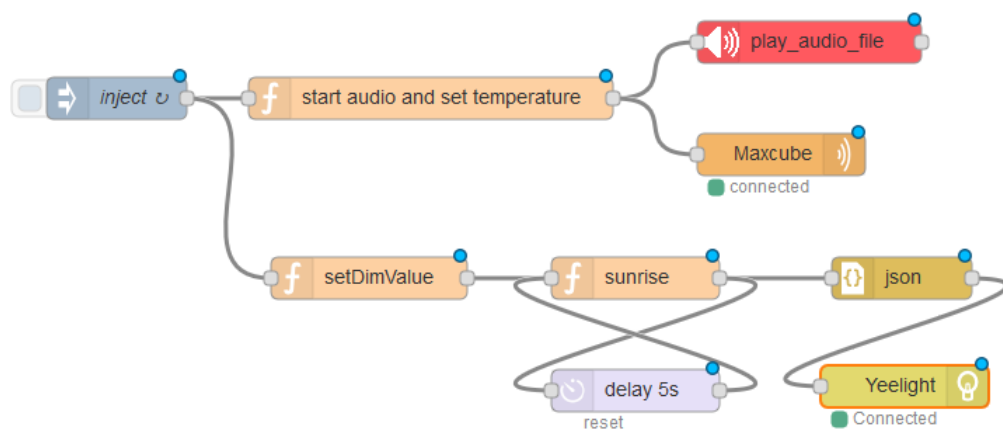 inject ↻
start audio and set temperature
play_audio_file
Maxcube
connected
setDimValue
sunrise
json
delay 5s
reset
Yeelight
Connected